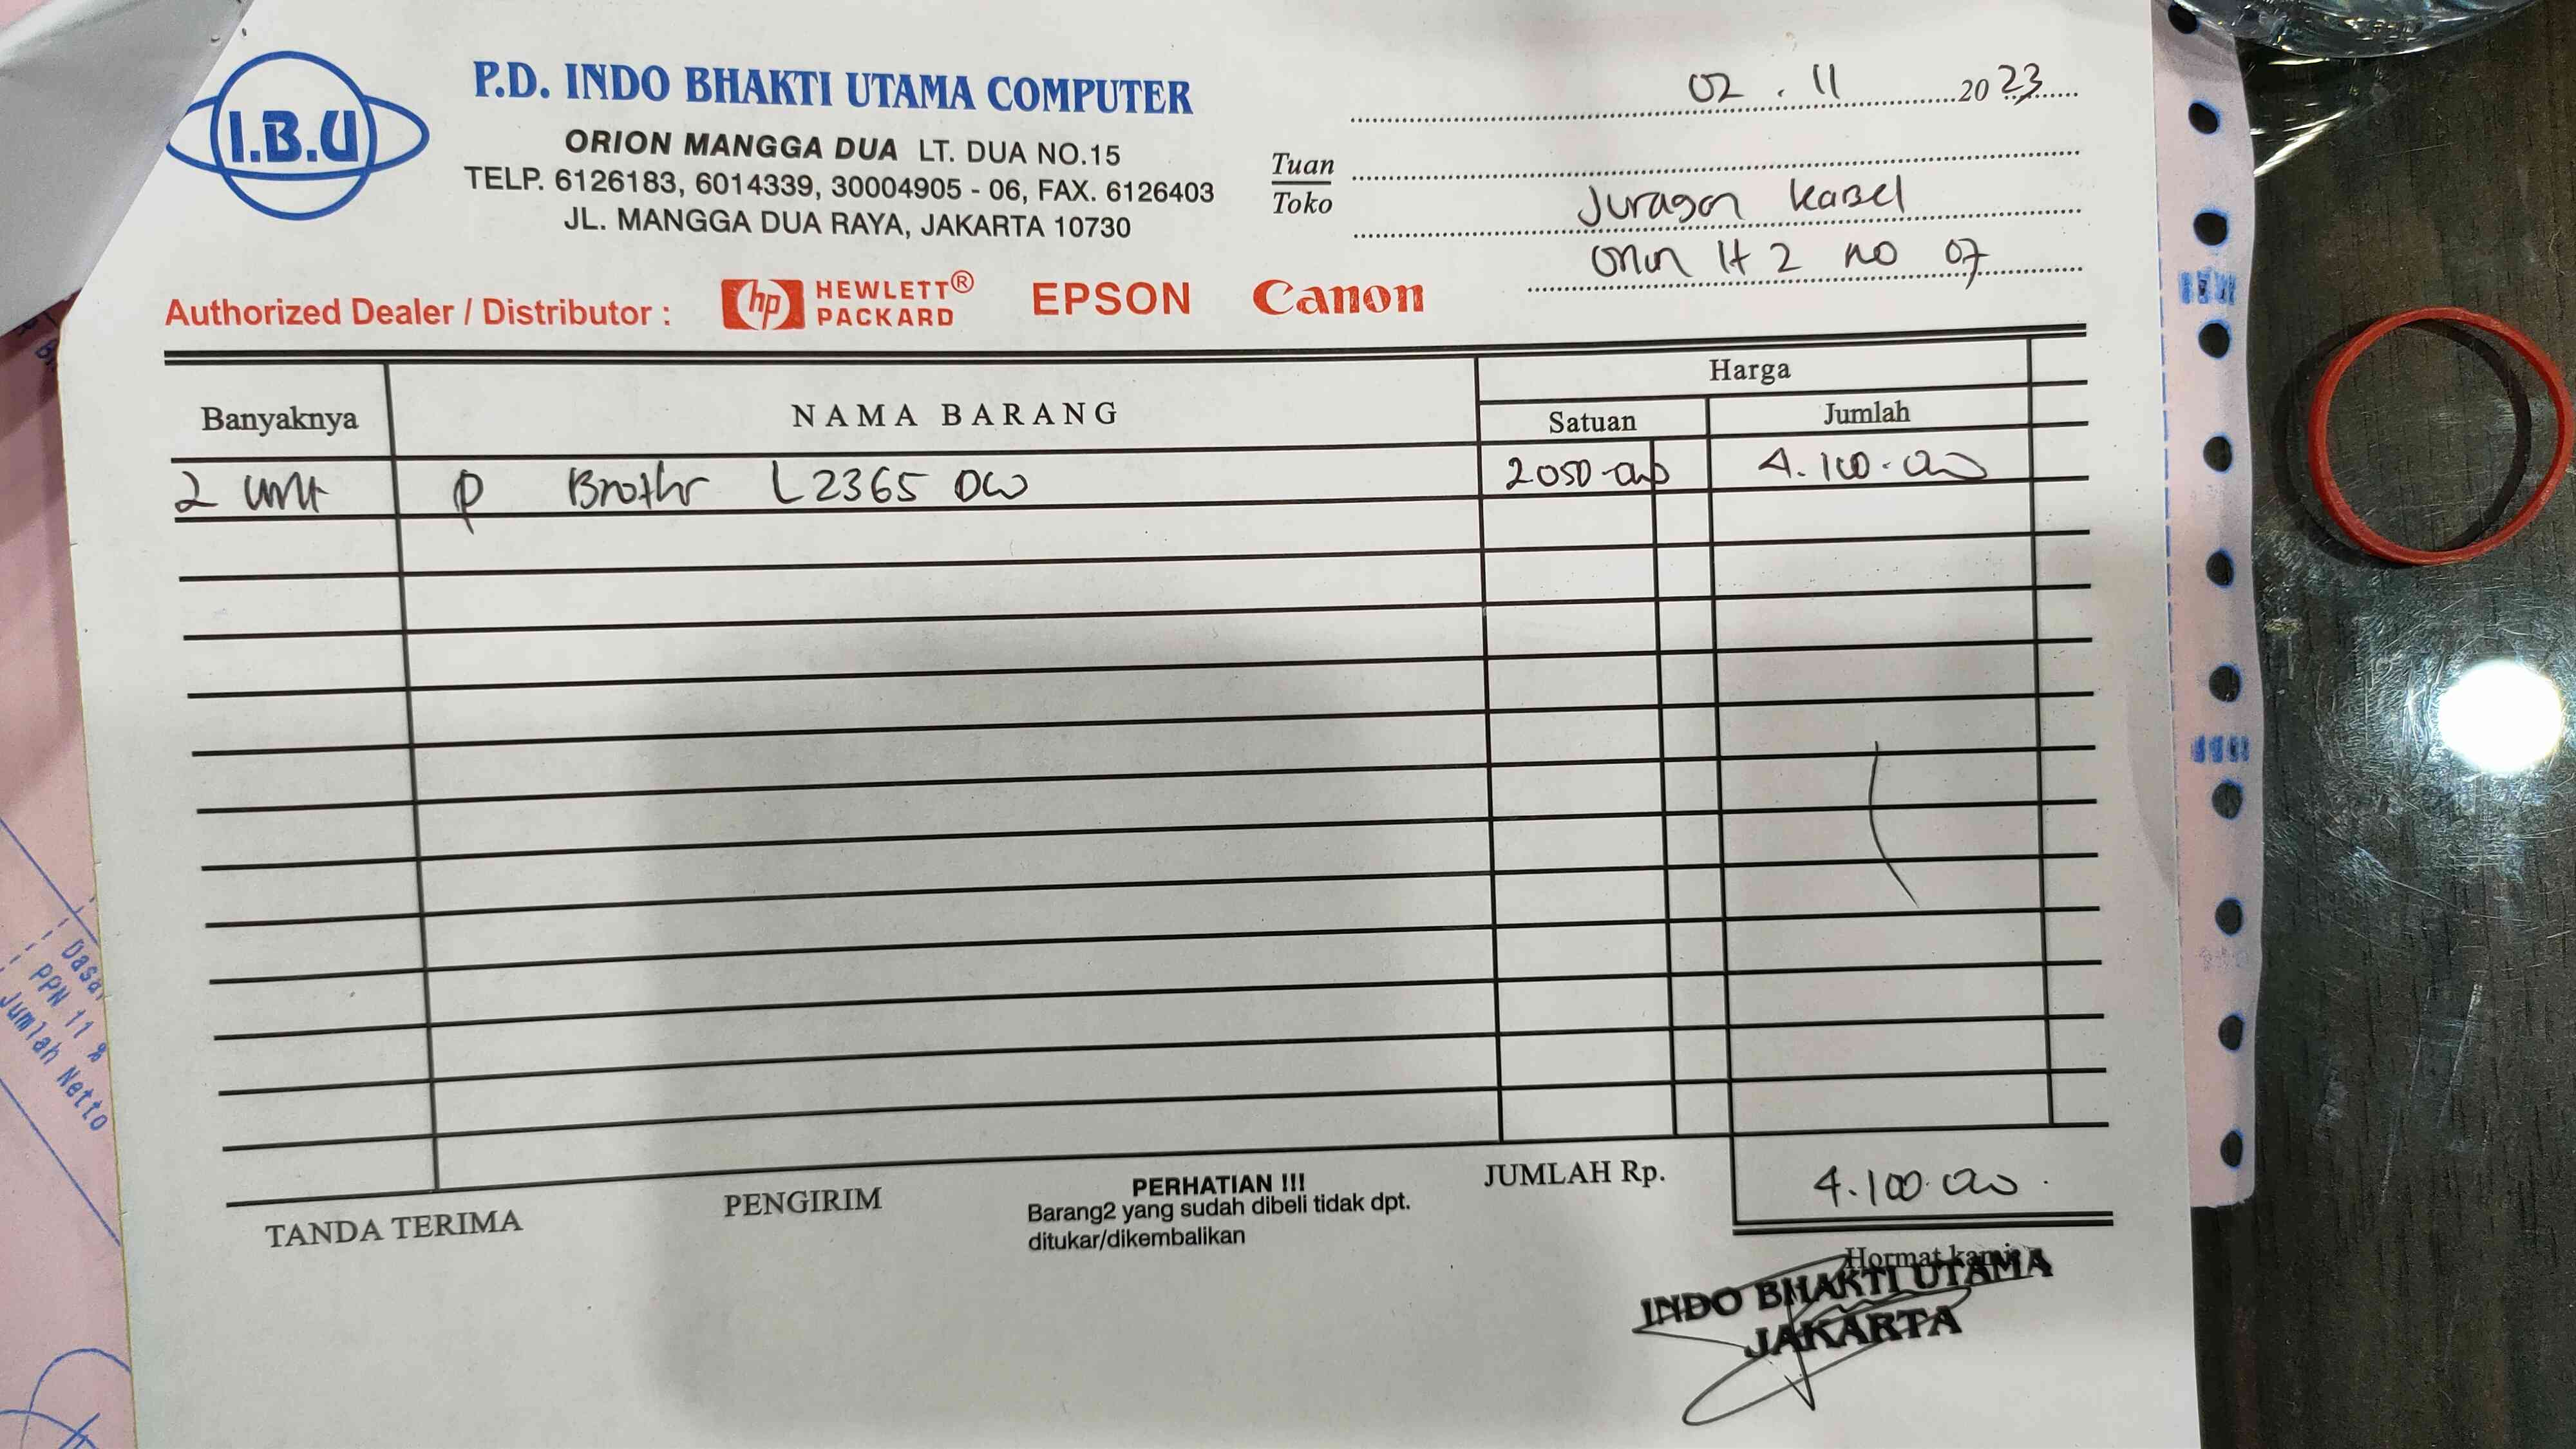 I.B.U
P.D. INDO BHAKTI UTAMA COMPUTER
ORION MANGGA DUA LT. DUA NO.15
TELP. 6126183, 6014339, 30004905 - 06, FAX. 6126403
JL. MANGGA DUA RAYA, JAKARTA 10730
02 . 11 2023
Tuan
Toko
Juragan Kabel
Orion lt 2 no 07
Authorized Dealer / Distributor : hp HEWLETT® PACKARD EPSON Canon
Banyaknya NAMA BARANG Harga
Satuan Jumlah
2 unit p Brother L2365 DW 2050.000 4.100.000
TANDA TERIMA PENGIRIM
PERHATIAN !!!
Barang2 yang sudah dibeli tidak dpt.
ditukar/dikembalikan
JUMLAH Rp. 4.100.000
Hormat kami
INDO BHAKTI UTAMA
JAKARTA
PPN 11 %
Jumlah Netto